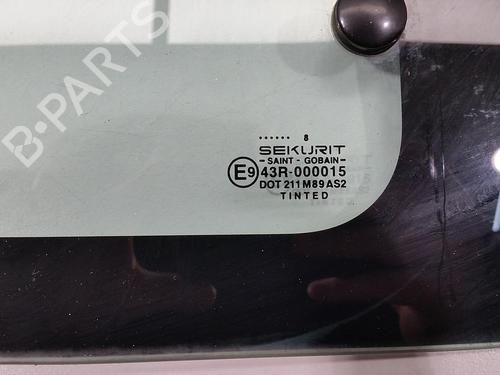 B-PARTS
...... 8
SEKURIT
- SAINT - GOBAIN -
E9 43R-000015
DOT 211 M89 AS2
TINTED